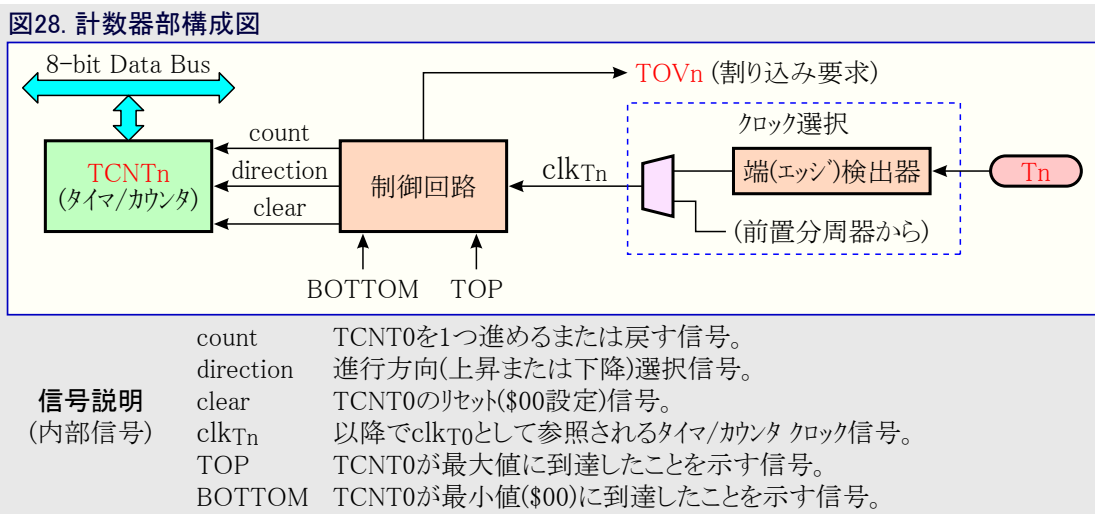 図28. 計数器部構成図
8-bit Data Bus
TOVn (割り込み要求)
クロック選択
count
TCNTn
(タイマ/カウンタ)
direction
制御回路
clkTn
端(エッジ)検出器
Tn
clear
(前置分周器から)
BOTTOM TOP
信号説明
(内部信号)
count TCNT0を1つ進めるまたは戻す信号。
direction 進行方向(上昇または下降)選択信号。
clear TCNT0のリセット($00設定)信号。
clkTn 以降でclkT0として参照されるタイマ/カウンタ クロック信号。
TOP TCNT0が最大値に到達したことを示す信号。
BOTTOM TCNT0が最小値($00)に到達したことを示す信号。